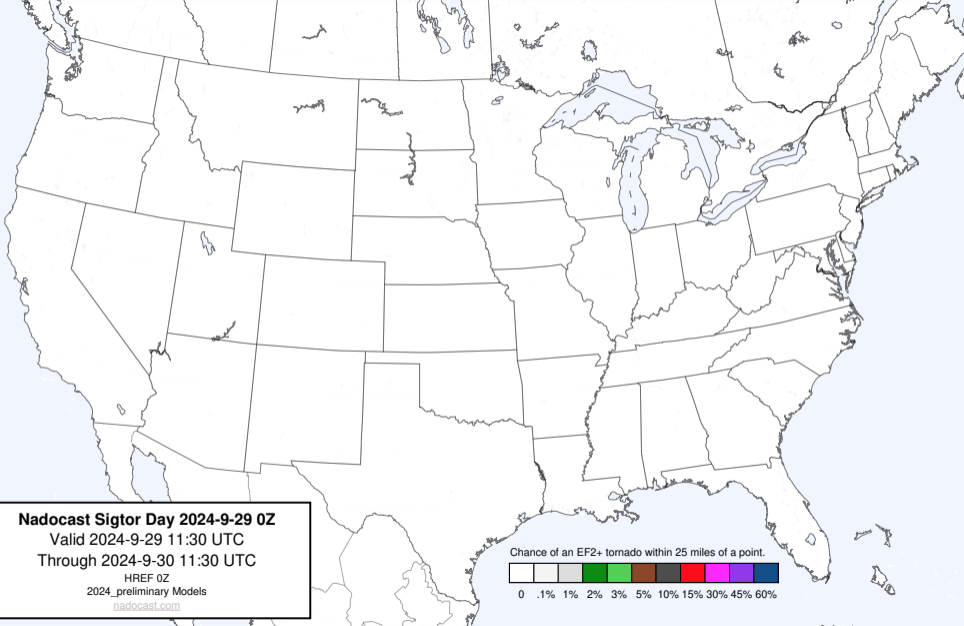 Nadocast Sigtor Day 2024-9-29 0Z
Valid 2024-9-29 11:30 UTC
Through 2024-9-30 11:30 UTC
HREF 0Z
2024_preliminary Models
nadocast.com
Chance of an EF2+ tornado within 25 miles of a point.
0 .1% 1% 2% 3% 5% 10% 15% 30% 45% 60%